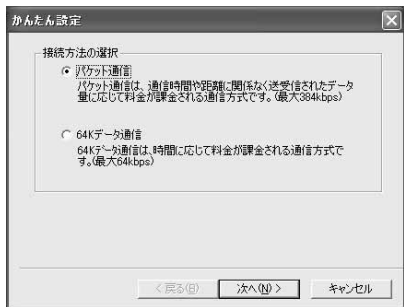 かんたん設定
接続方法の選択
パケット通信
パケット通信は、通信時間や距離に関係なく送受信されたデータ
量に応じて料金が課金される通信方式です。(最大384kbps)
64Kデータ通信
64Kデータ通信は、時間に応じて料金が課金される通信方式で
す。(最大64kbps)
< 戻る(B)
次へ(N) >
キャンセル